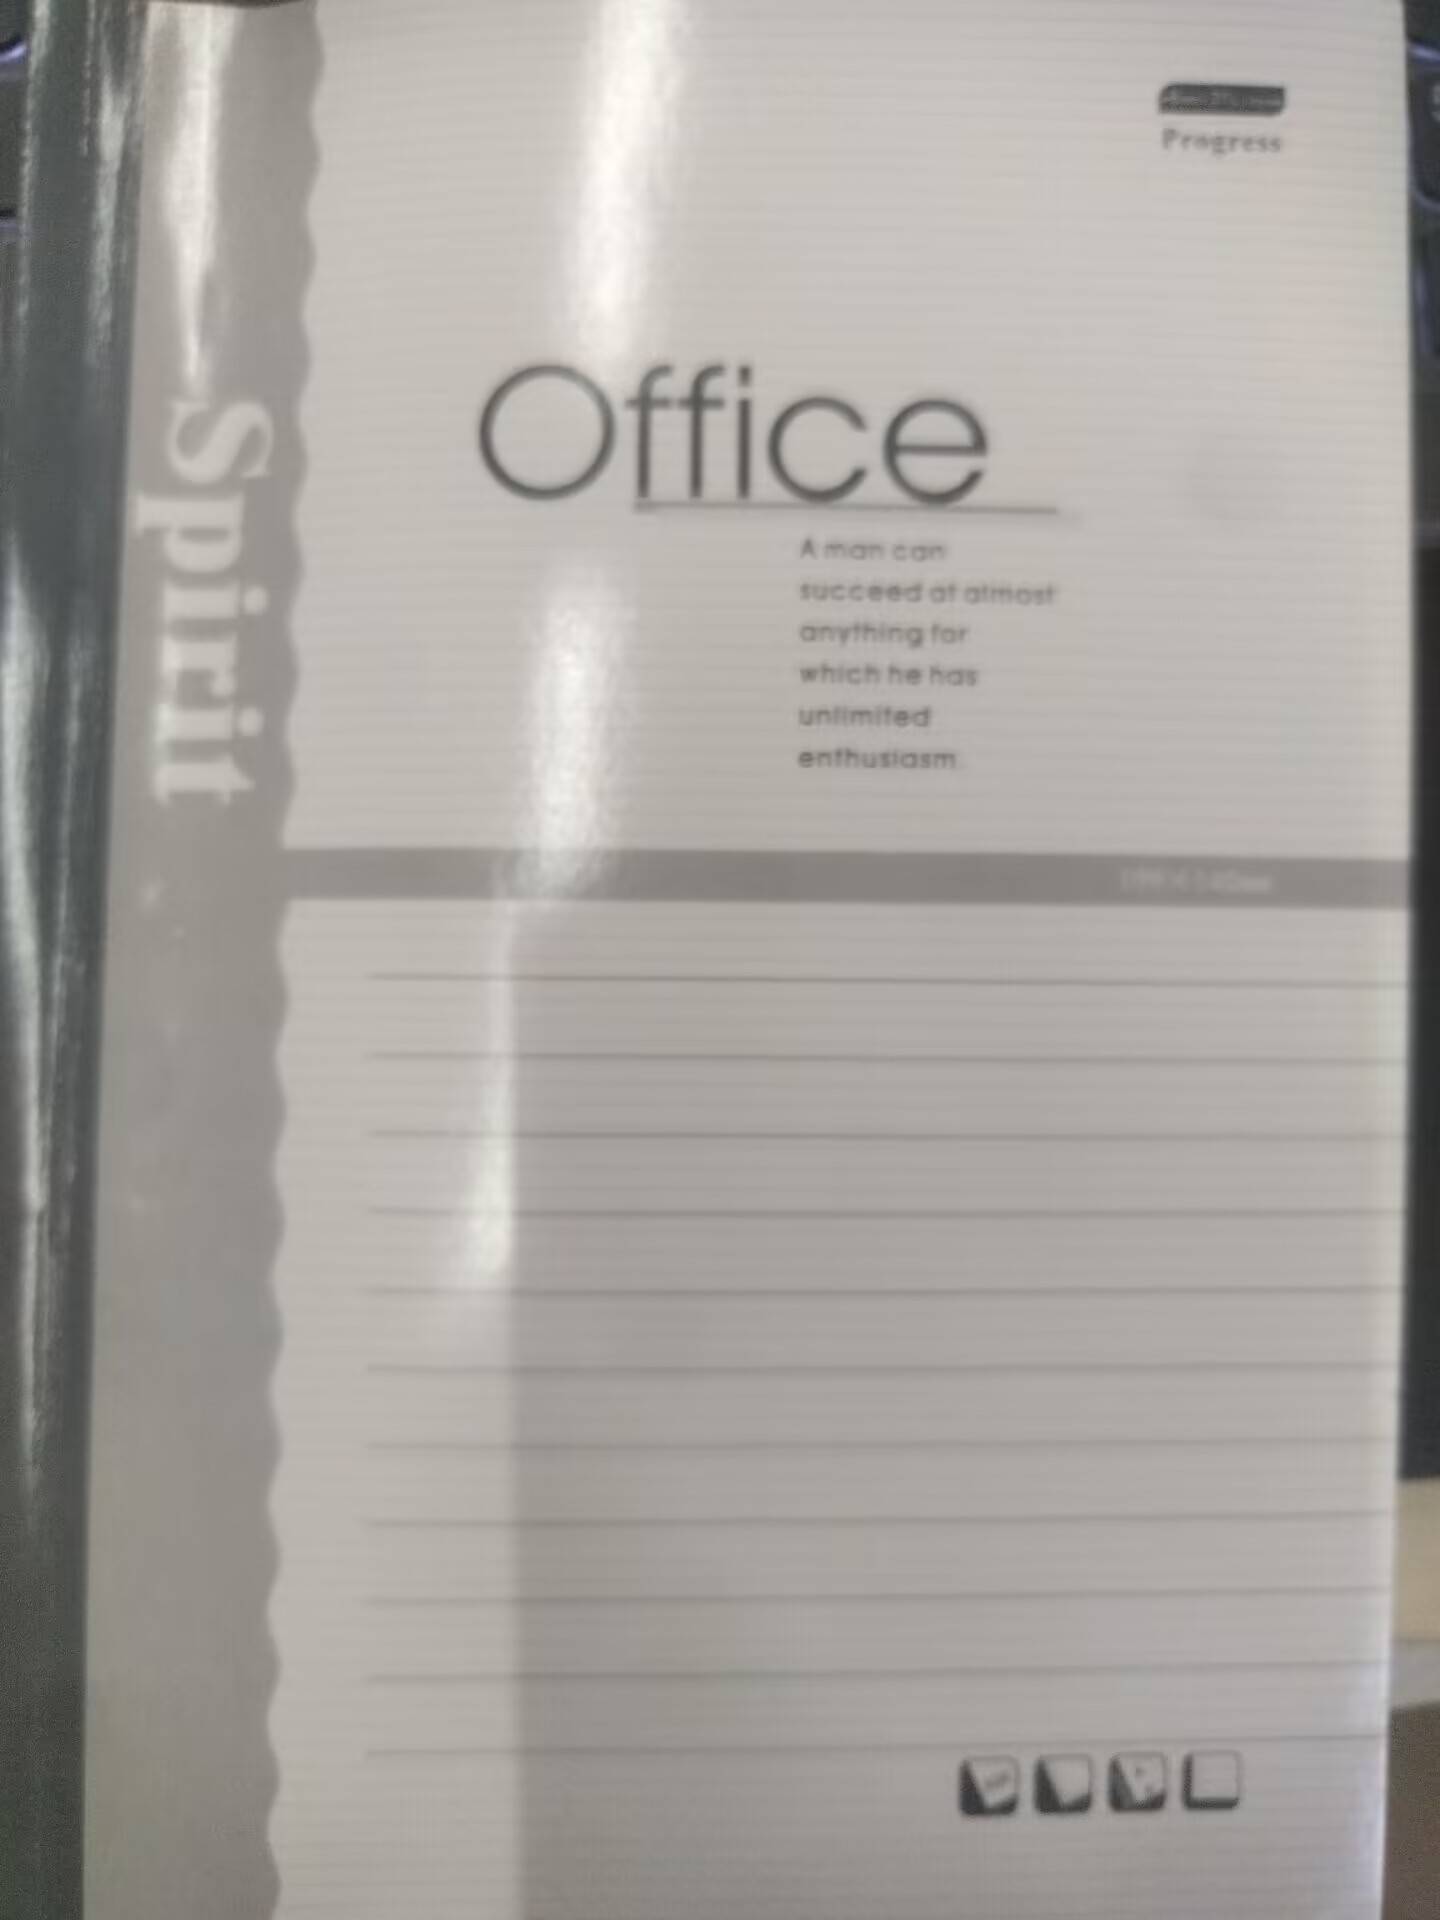 Progress
Spirit
Office
A man can
succeed at almost
anything for
which he has
unlimited
enthusiasm